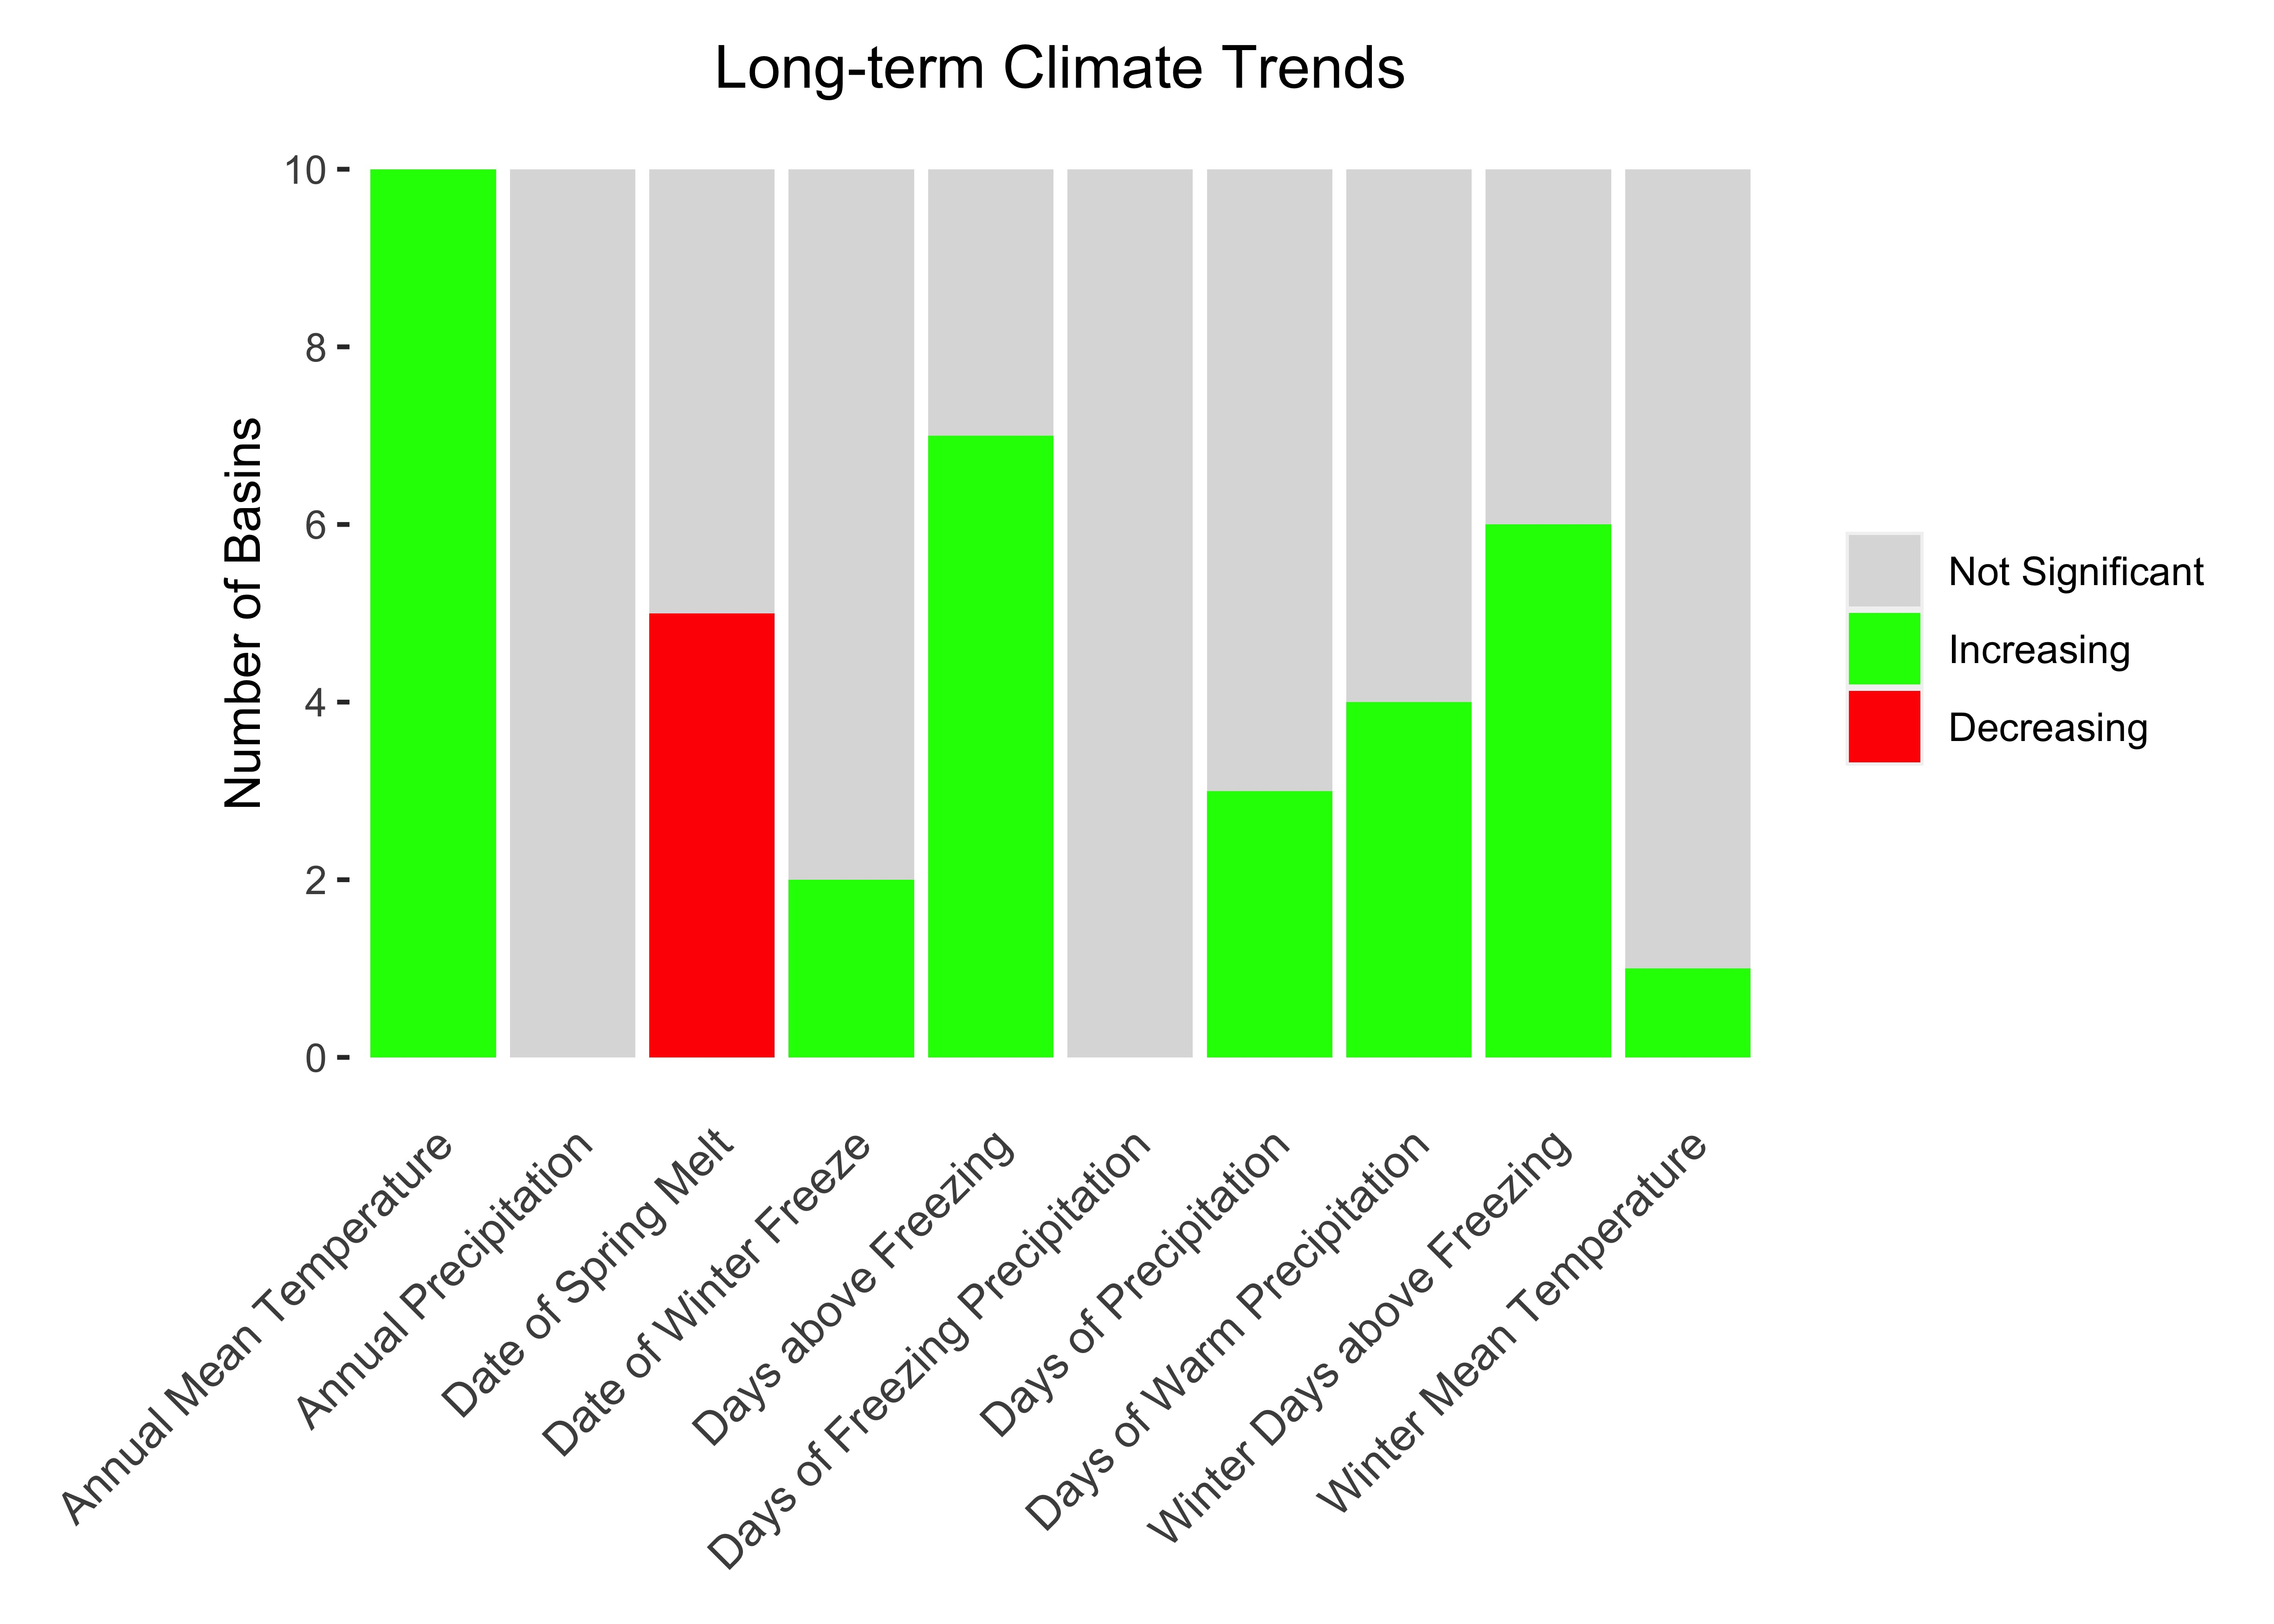 Long-term Climate Trends
Number of Basins
10
8
6
4
2
0
Annual Mean Temperature
Annual Precipitation
Date of Spring Melt
Date of Winter Freeze
Days above Freezing
Days of Freezing Precipitation
Days of Precipitation
Days of Warm Precipitation
Winter Days above Freezing
Winter Mean Temperature
Not Significant
Increasing
Decreasing